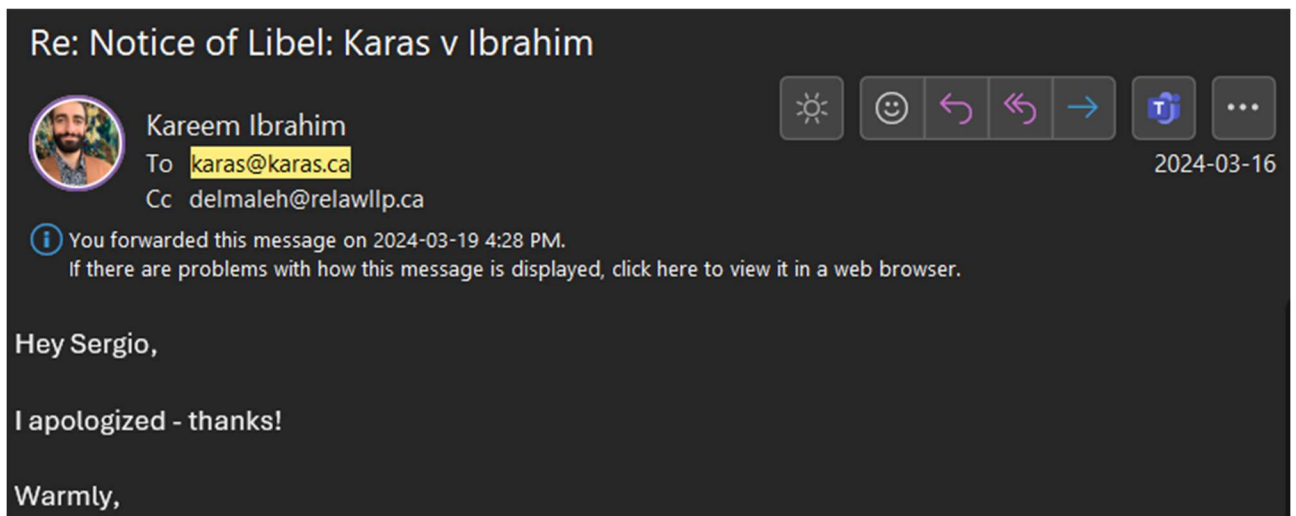 Re: Notice of Libel: Karas v Ibrahim
Kareem Ibrahim
To karas@karas.ca
Cc delmaleh@relawllp.ca
2024-03-16
You forwarded this message on 2024-03-19 4:28 PM.
If there are problems with how this message is displayed, click here to view it in a web browser.
Hey Sergio,
I apologized - thanks!
Warmly,